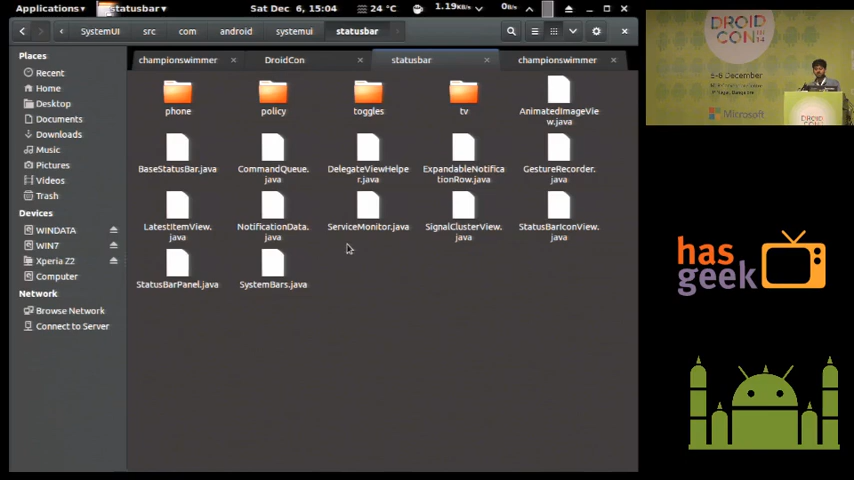 Applications
statusbar
Sat Dec 6, 15:04
24 °C
1.19KB/s
0B/s
SystemUI
src
com
android
systemui
statusbar
Places
Recent
Home
Desktop
Documents
Downloads
Music
Pictures
Videos
Trash
Devices
WINDATA
WIN7
Xperia Z2
Computer
Network
Browse Network
Connect to Server
championswimmer
DroidCon
statusbar
championswimmer
phone
policy
toggles
tv
AnimatedImageVie
w.java
BaseStatusBar.java
CommandQueue.
java
DelegateViewHelpe
r.java
ExpandableNotifica
tionRow.java
GestureRecorder.
java
LatestItemView.
java
NotificationData.
java
ServiceMonitor.java
SignalClusterView.
java
StatusBarIconView.
java
StatusBarPanel.java
SystemBars.java
DROID
CON
6-8 December
Microsoft
has
geek